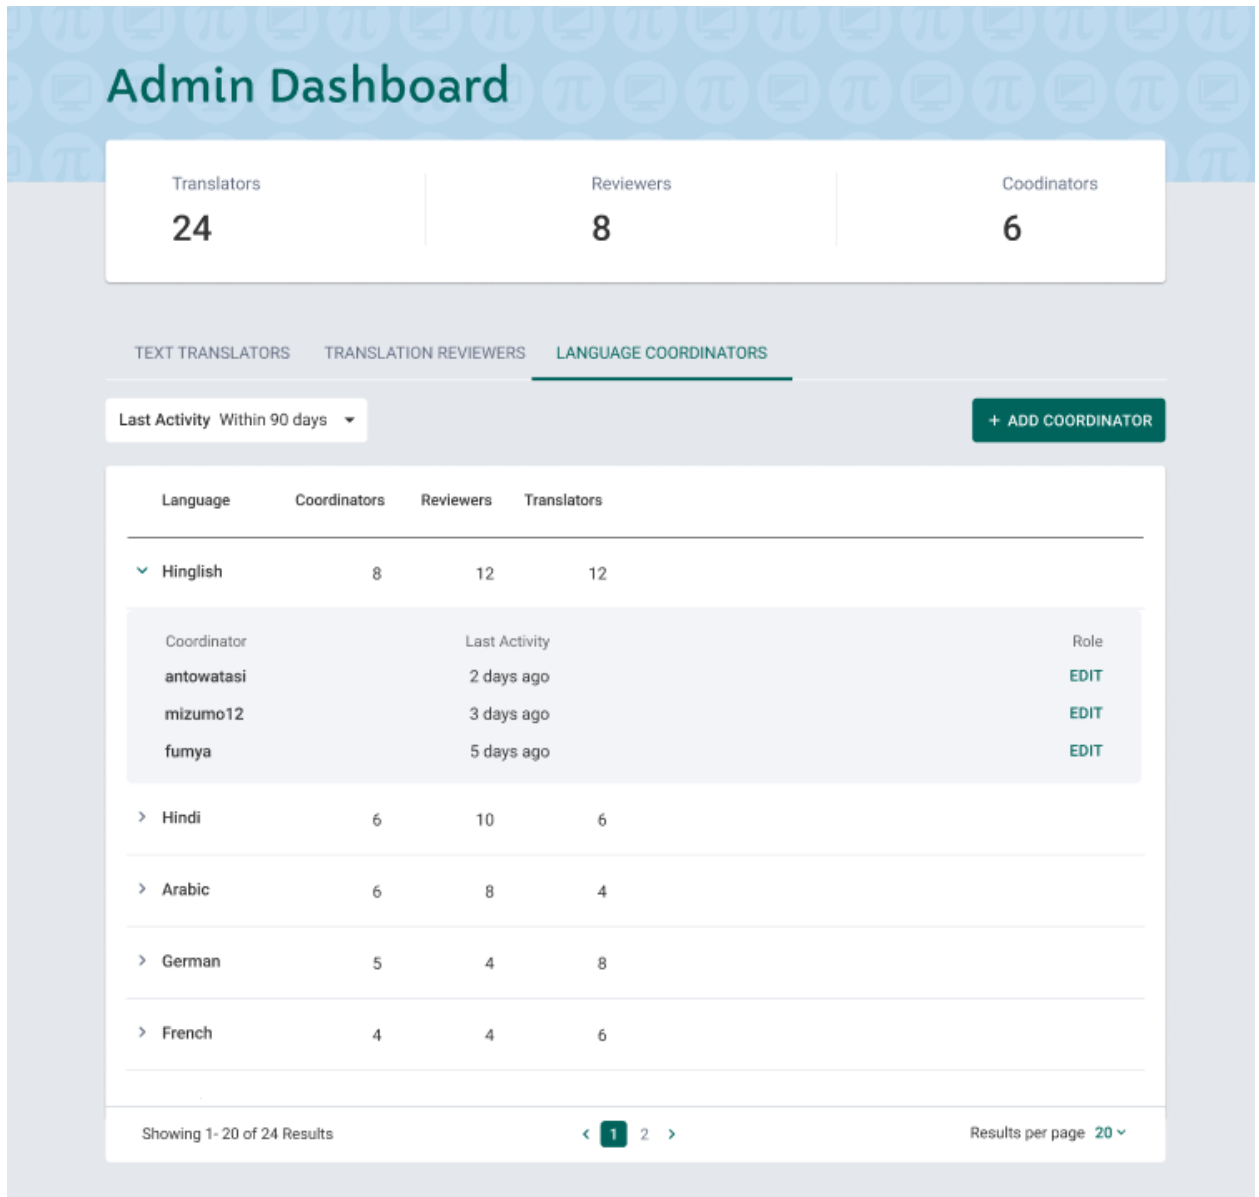 Admin Dashboard
Translators Reviewers Coodinators
24 8 6
TEXT TRANSLATORS TRANSLATION REVIEWERS LANGUAGE COORDINATORS
Last Activity Within 90 days + ADD COORDINATOR
Language Coordinators Reviewers Translators
Hinglish 8 12 12
Coordinator Last Activity Role
antowatasi 2 days ago EDIT
mizumo12 3 days ago EDIT
fumya 5 days ago EDIT
Hindi 6 10 6
Arabic 6 8 4
German 5 4 8
French 4 4 6
Showing 1- 20 of 24 Results < 1 2 > Results per page 20